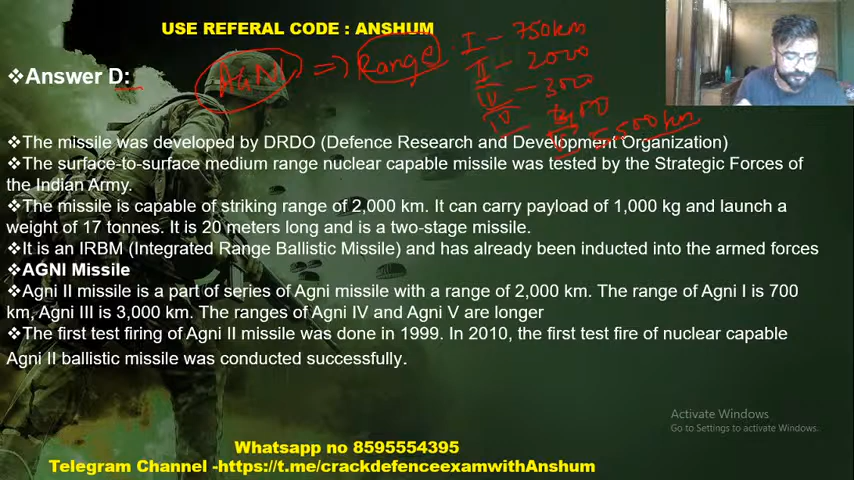 USE REFERAL CODE : ANSHUM
AGNI => Range
I - 750km
II - 2000
III - 3000
❖Answer D:
5,500km
❖The missile was developed by DRDO (Defence Research and Development Organization)
❖The surface-to-surface medium range nuclear capable missile was tested by the Strategic Forces of
the Indian Army.
❖The missile is capable of striking range of 2,000 km. It can carry payload of 1,000 kg and launch a
weight of 17 tonnes. It is 20 meters long and is a two-stage missile.
❖It is an IRBM (Integrated Range Ballistic Missile) and has already been inducted into the armed forces
❖AGNI Missile
❖Agni II missile is a part of series of Agni missile with a range of 2,000 km. The range of Agni I is 700
km, Agni III is 3,000 km. The ranges of Agni IV and Agni V are longer
❖The first test firing of Agni II missile was done in 1999. In 2010, the first test fire of nuclear capable
Agni II ballistic missile was conducted successfully.
Activate Windows
Go to Settings to activate Windows.
Whatsapp no 8595554395
Telegram Channel -https://t.me/crackdefenceexamwithAnshum